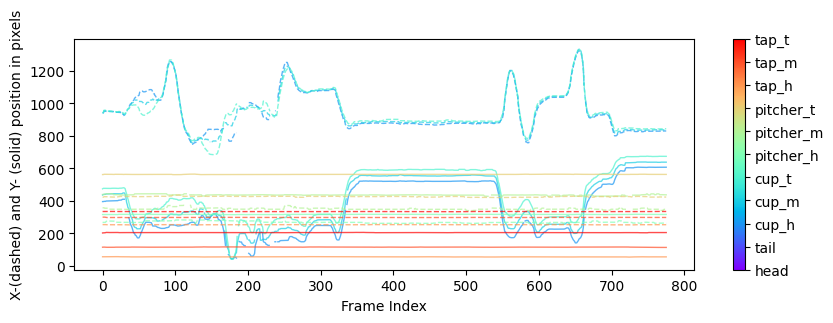 X-(dashed) and Y- (solid) position in pixels
1200
1000
800
600
400
200
0
0 100 200 300 400 500 600 700 800
Frame Index
tap_t
tap_m
tap_h
pitcher_t
pitcher_m
pitcher_h
cup_t
cup_m
cup_h
tail
head